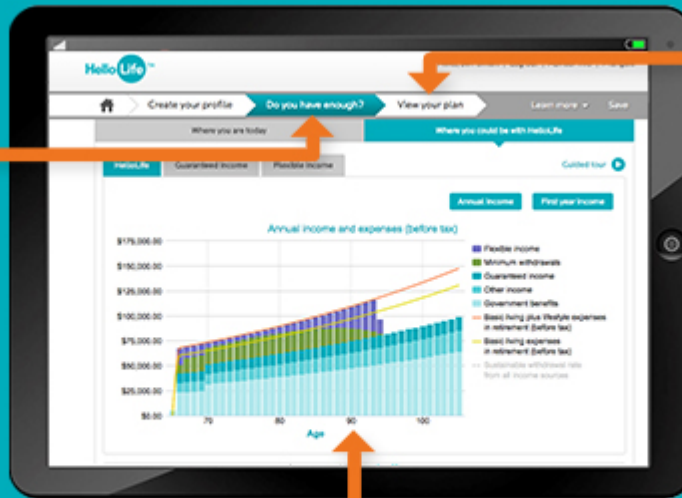 HelloLife™
Create your profile
Do you have enough?
View your plan
Learn more
Save
Where you are today
Where you could be with HelloLife
HelloLife
Guaranteed Income
Flexible Income
Guided tour
Annual Income
First year Income
Annual income and expenses (before tax)
$175,000.00
$150,000.00
$125,000.00
$100,000.00
$75,000.00
$50,000.00
$25,000.00
$0.00
70
80
90
100
Age
Flexible income
Minimum withdrawals
Guaranteed income
Other income
Government benefits
Basic living plus lifestyle expenses
in retirement (before tax)
Basic living expenses
in retirement (before tax)
Sustainable withdrawal rate
from all income sources